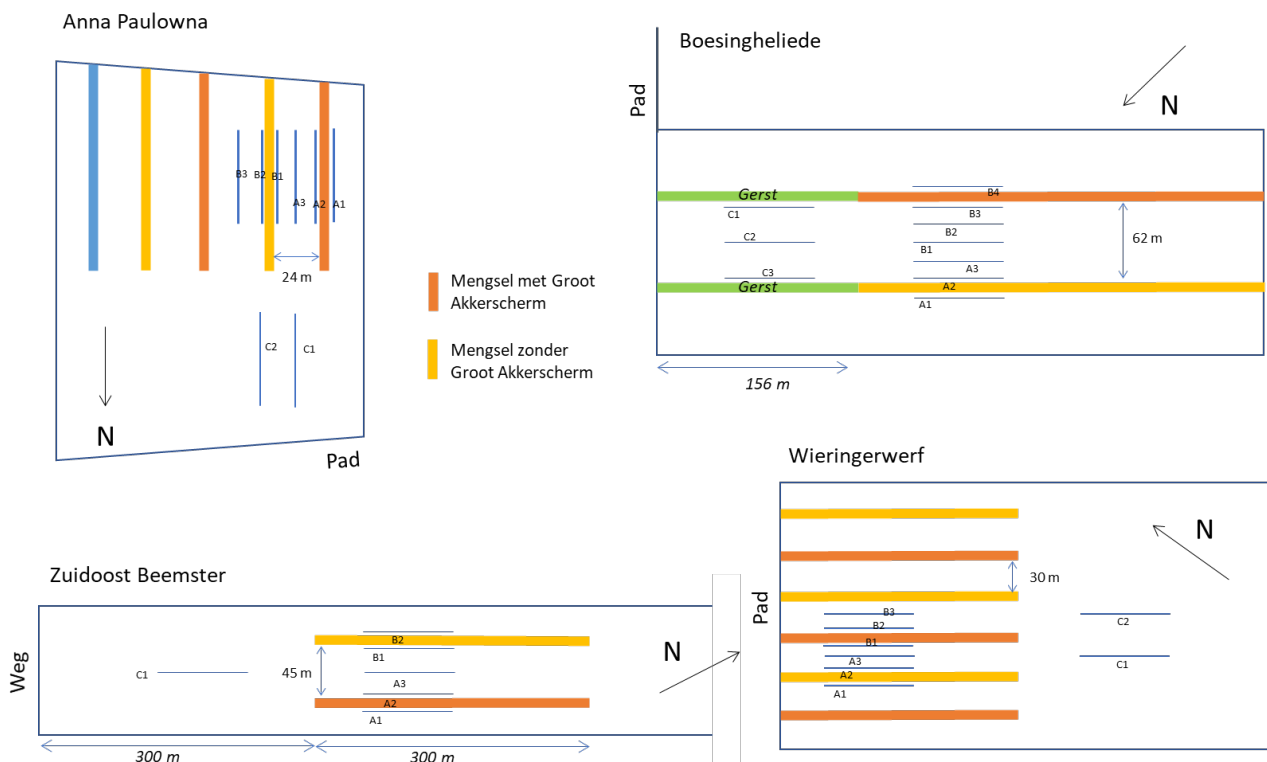 Anna Paulowna
B3
B2
B1
A3
A2
A1
24 m
C2
C1
N
Pad
Mengsel met Groot
Akkerscherm
Mengsel zonder
Groot Akkerscherm
Boesingheliede
Pad
N
Gerst
B4
C1
B3
B2
C2
B1
62 m
C3
A3
Gerst
A2
A1
156 m
Zuidoost Beemster
Weg
C1
45 m
B2
B1
A3
A2
A1
N
300 m
300 m
Wieringerwerf
Pad
N
30 m
B3
B2
B1
A3
A2
A1
C2
C1